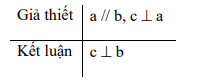 Giả thiết a // b, c ⊥ a
Kết luận c ⊥ b